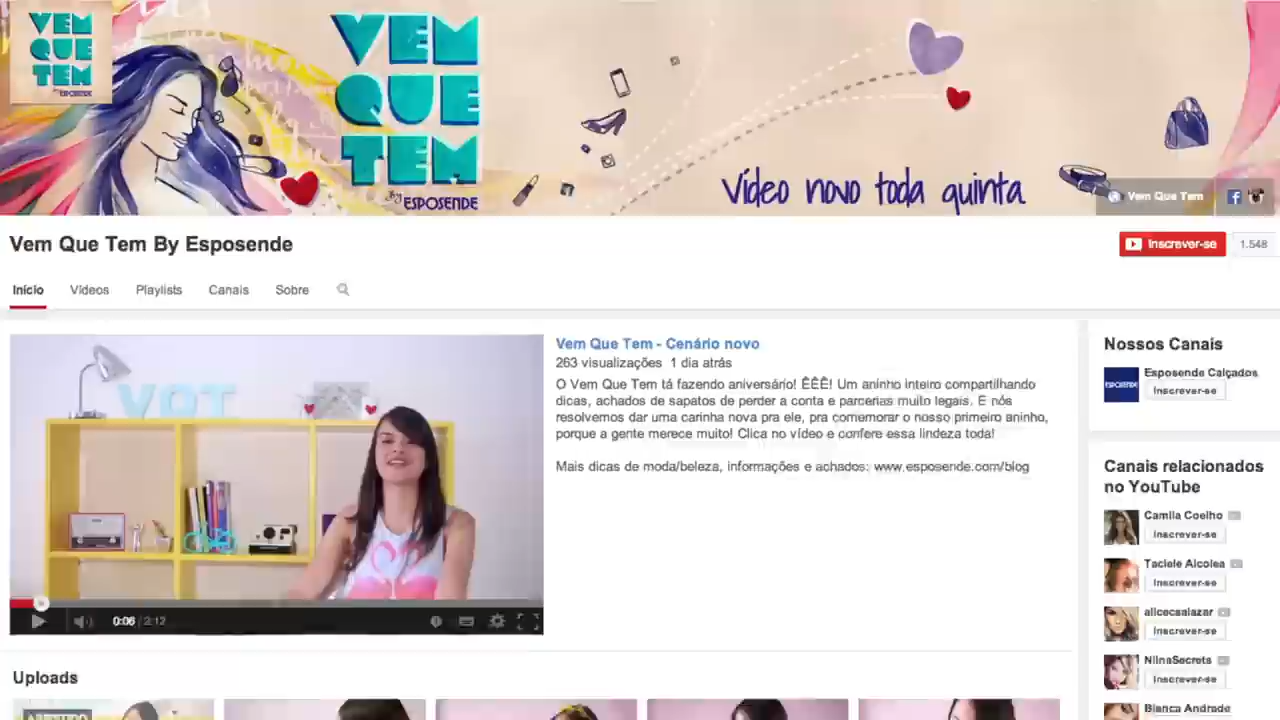 VEM
QUE
TEM
By ESPOSENDE
VEM
QUE
TEM
By ESPOSENDE
Vídeo novo toda quinta
Vem Que Tem
Vem Que Tem By Esposende
Inscrever-se
1.548
Início
Vídeos
Playlists
Canais
Sobre
VQT
Vem Que Tem - Cenário novo
263 visualizações 1 dia atrás
O Vem Que Tem tá fazendo aniversário! ÊÊÊ! Um aninho inteiro compartilhando
dicas, achados de sapatos de perder a conta e parcerias muito legais. E nós
resolvemos dar uma carinha nova pra ele, pra comemorar o nosso primeiro aninho,
porque a gente merece muito! Clica no vídeo e confere essa lindeza toda!
Mais dicas de moda/beleza, informações e achados: www.esposende.com/blog
0:06 / 2:12
Nossos Canais
ESPOSENDE
Esposende Calçados
Inscrever-se
Canais relacionados
no YouTube
Camila Coelho
Inscrever-se
Taciele Alcolea
Inscrever-se
alicecsalazar
Inscrever-se
NiinaSecrets
Inscrever-se
Bianca Andrade
Uploads